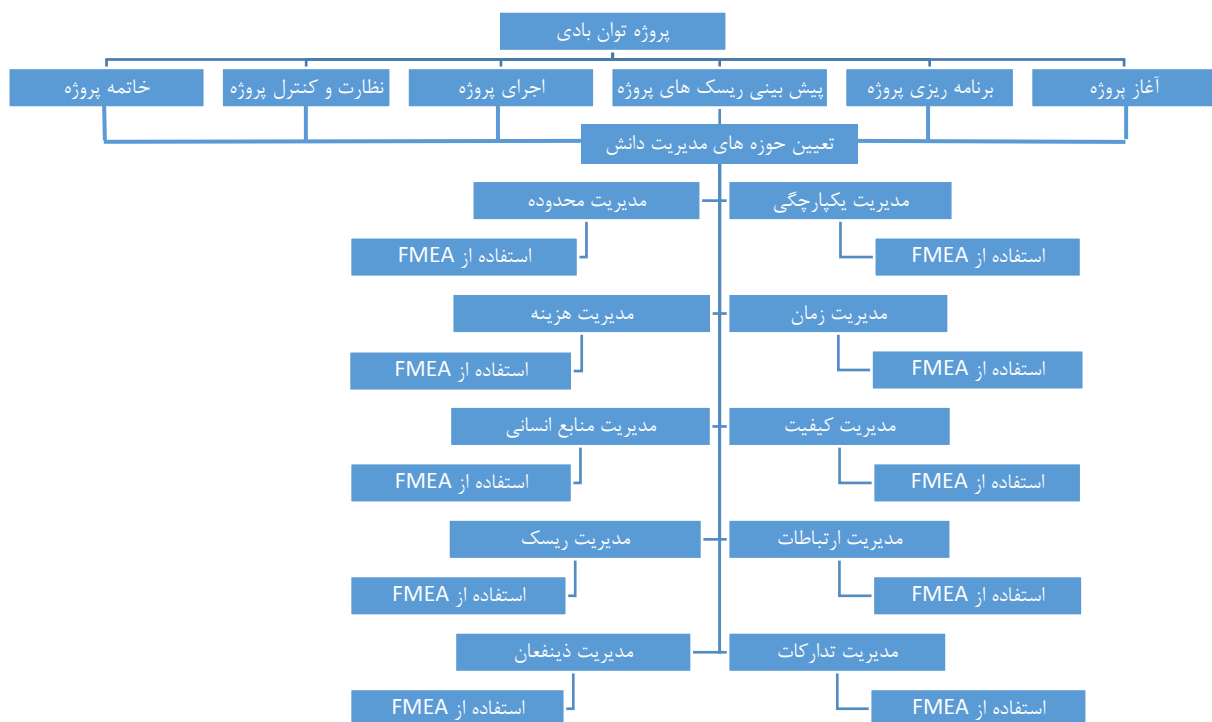 پروژه توان بادی
آغاز پروژه
برنامه ریزی پروژه
پیش بینی ریسک های پروژه
اجرای پروژه
نظارت و کنترل پروژه
خاتمه پروژه
تعیین حوزه های مدیریت دانش
مدیریت یکپارچگی
مدیریت محدوده
استفاده از FMEA
استفاده از FMEA
مدیریت زمان
مدیریت هزینه
استفاده از FMEA
استفاده از FMEA
مدیریت کیفیت
مدیریت منابع انسانی
استفاده از FMEA
استفاده از FMEA
مدیریت ارتباطات
مدیریت ریسک
استفاده از FMEA
استفاده از FMEA
مدیریت تدارکات
مدیریت ذینفعان
استفاده از FMEA
استفاده از FMEA